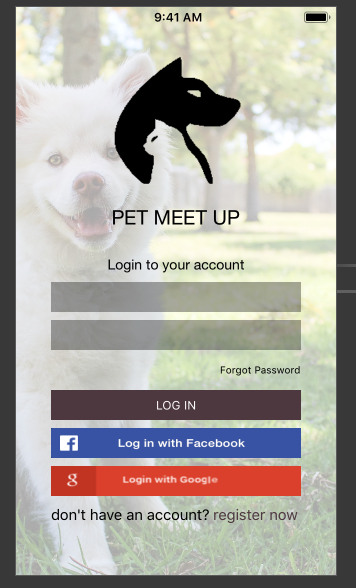 9:41 AM
PET MEET UP
Login to your account
Forgot Password
LOG IN
Log in with Facebook
Login with Google
don't have an account? register now